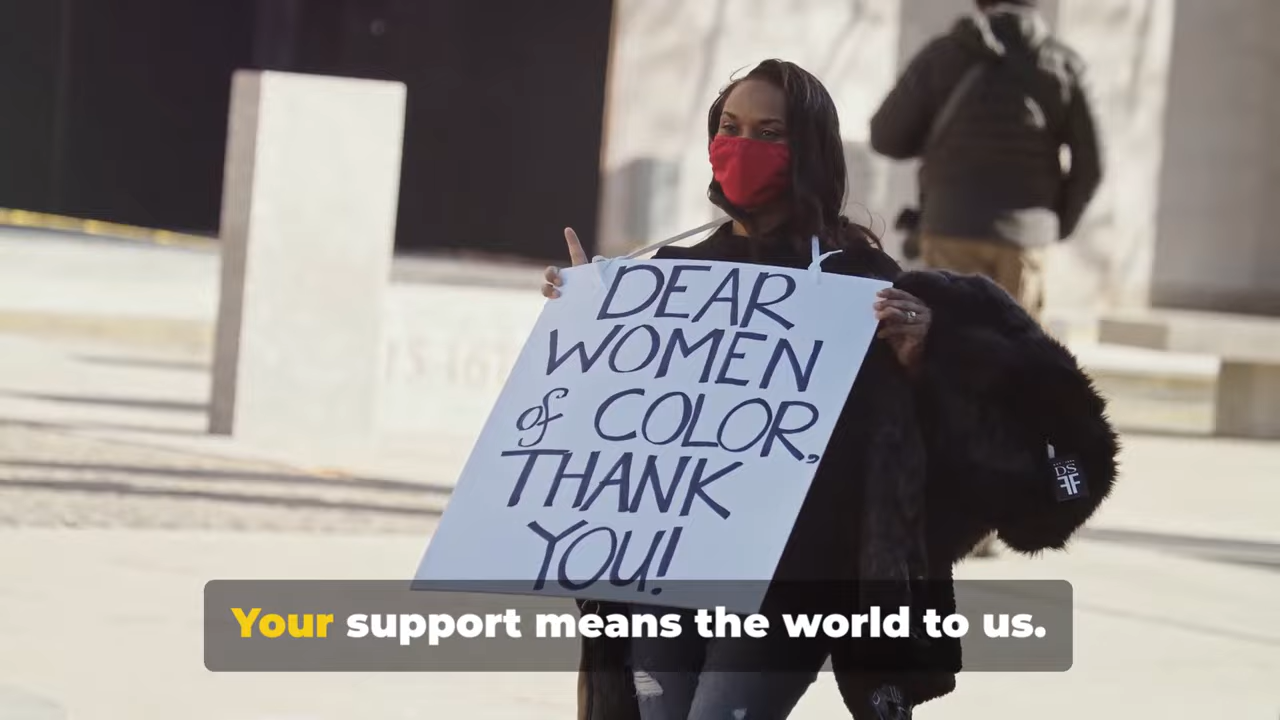 DEAR
WOMEN
of COLOR,
THANK
YOU!
DS
FF
Your support means the world to us.